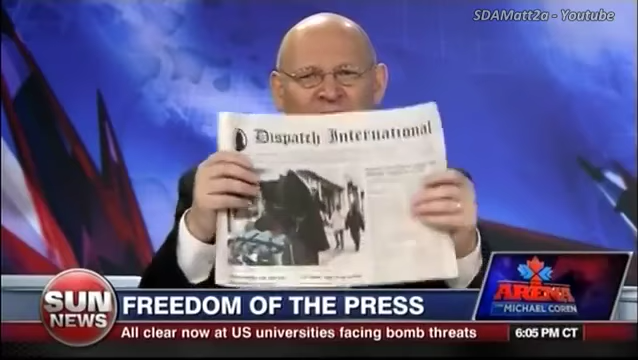 SDAMatt2a - Youtube
Dispatch International
SUN
NEWS
FREEDOM OF THE PRESS
ARENA
MICHAEL COREN
All clear now at US universities facing bomb threats
6:05 PM CT